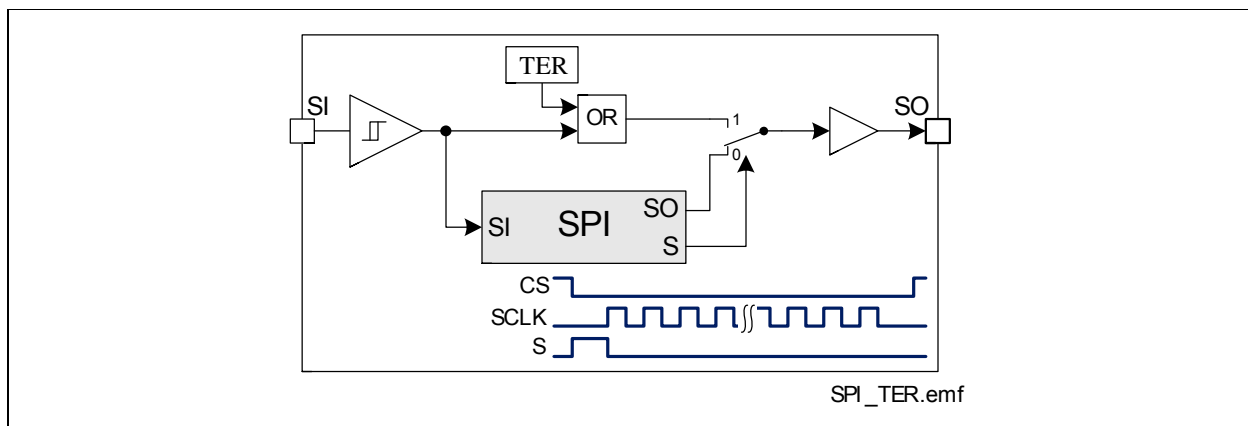 TER
SI
SO
OR
1
0
SO
SI SPI
S
CS
SCLK
S
SPI_TER.emf